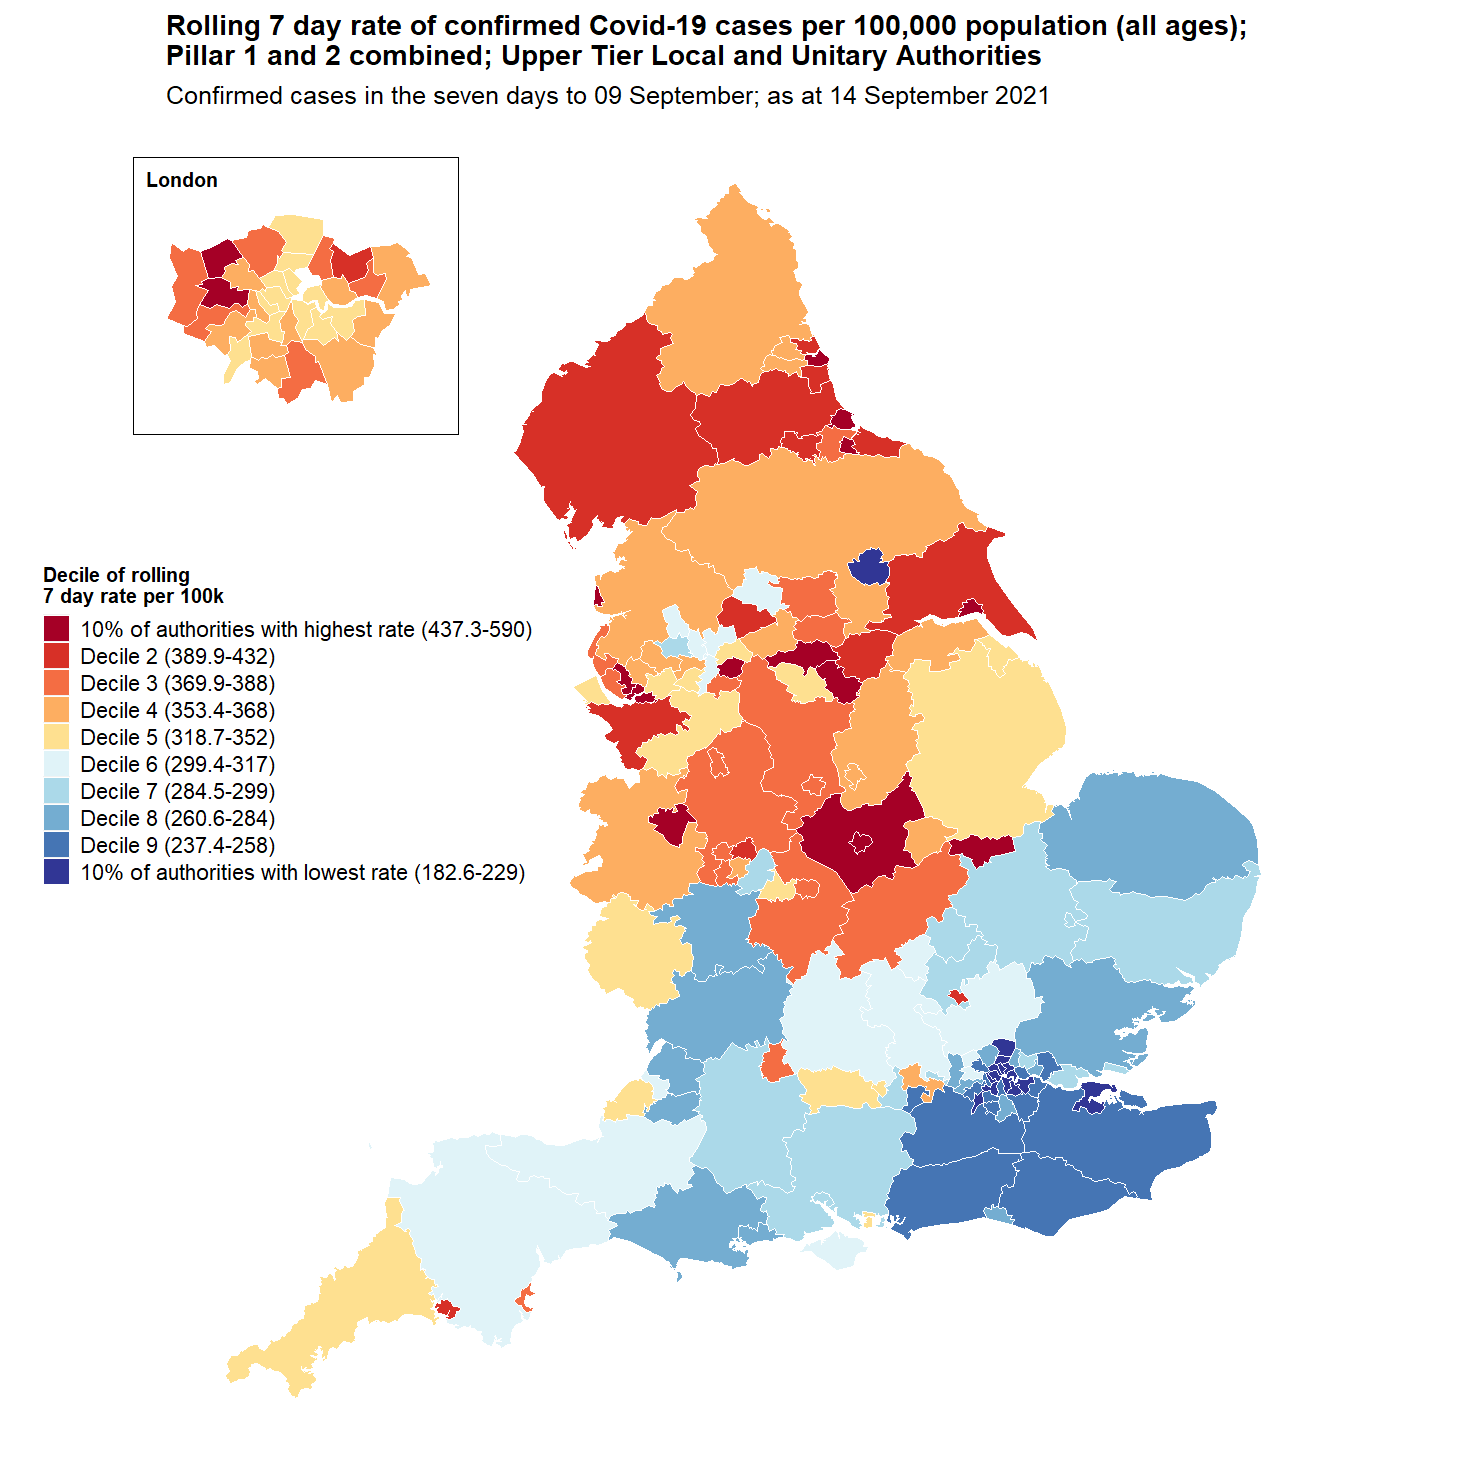 Rolling 7 day rate of confirmed Covid-19 cases per 100,000 population (all ages);
Pillar 1 and 2 combined; Upper Tier Local and Unitary Authorities
Confirmed cases in the seven days to 09 September; as at 14 September 2021
London
Decile of rolling
7 day rate per 100k
10% of authorities with highest rate (437.3-590)
Decile 2 (389.9-432)
Decile 3 (369.9-388)
Decile 4 (353.4-368)
Decile 5 (318.7-352)
Decile 6 (299.4-317)
Decile 7 (284.5-299)
Decile 8 (260.6-284)
Decile 9 (237.4-258)
10% of authorities with lowest rate (182.6-229)